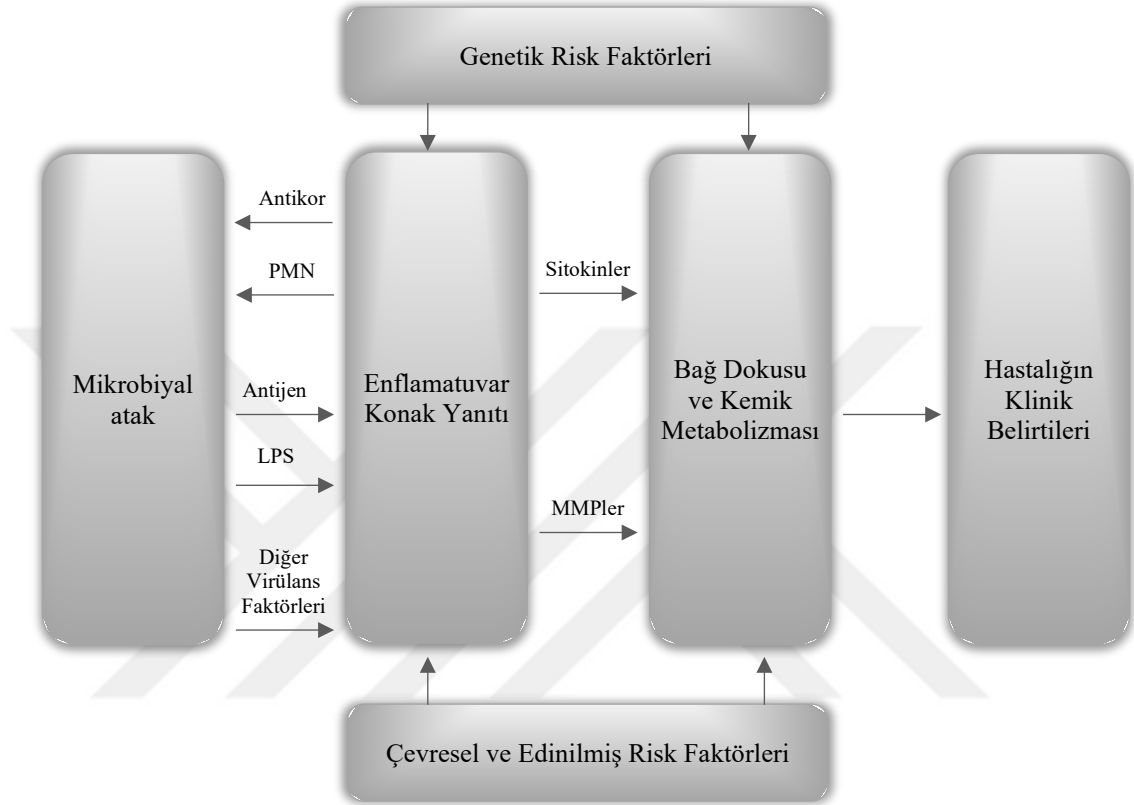 Genetik Risk Faktörleri
Mikrobiyal
atak
Antikor
PMN
Antijen
LPS
Diğer
Virülans
Faktörleri
Enflamatuvar
Konak Yanıtı
Sitokinler
MMPler
Bağ Dokusu
ve Kemik
Metabolizması
Hastalığın
Klinik
Belirtileri
Çevresel ve Edinilmiş Risk Faktörleri